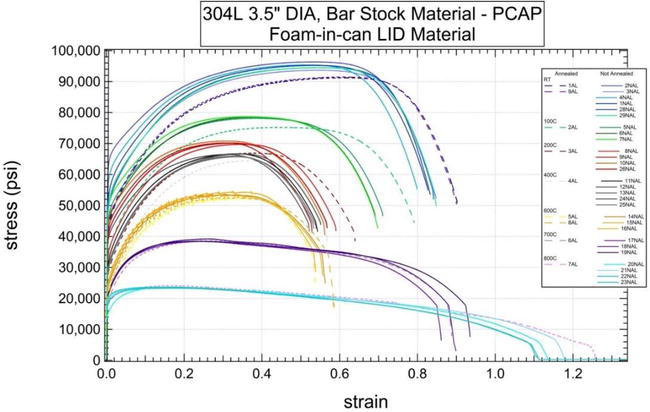 304L 3.5" DIA, Bar Stock Material - PCAP
Foam-in-can LID Material
100,000
90,000
80,000
70,000
60,000
50,000
40,000
30,000
20,000
10,000
0
0.0
0.2
0.4
0.6
0.8
1.0
1.2
stress (psi)
strain
Annealed Not Annealed
RT
1AL 2NAL
9AL 3NAL
4NAL
1NAL
28NAL
29NAL
100C
2AL 5NAL
6NAL
7NAL
200C
3AL 8NAL
9NAL
10NAL
26NAL
400C
4AL 11NAL
12NAL
13NAL
24NAL
25NAL
600C
5AL 14NAL
8AL 15NAL
16NAL
700C
6AL 17NAL
18NAL
19NAL
800C
7AL 20NAL
21NAL
22NAL
23NAL